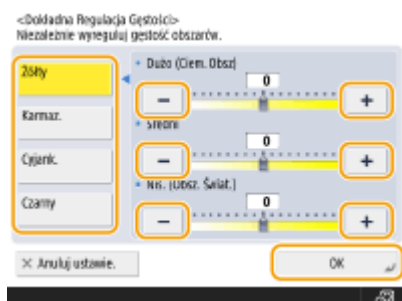 <Dokładna Regulacja Gęstości>
Niezależnie wyreguluj gęstość obszarów.
Żółty
Karmaz.
Cyjank.
Czarny
Dużo (Ciem. Obsz)
0
− +
Średni
0
− +
Nis. (Obsz. Świat.)
0
− +
× Anuluj ustawie.
OK